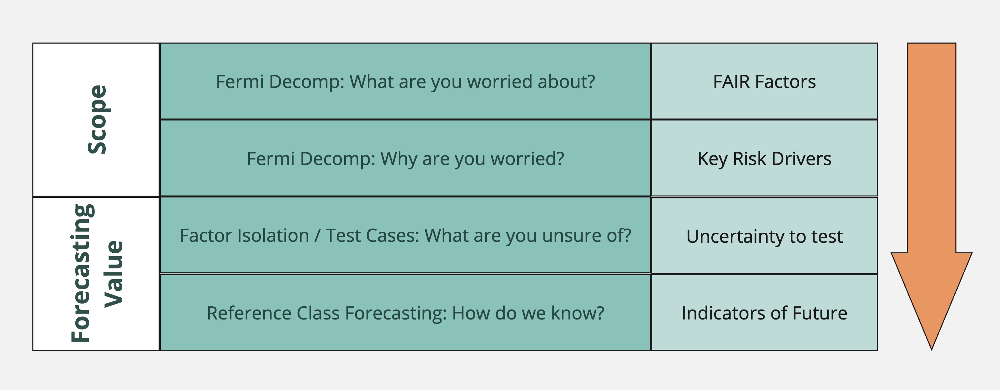 Scope
Fermi Decomp: What are you worried about?
FAIR Factors
Fermi Decomp: Why are you worried?
Key Risk Drivers
Forecasting
Value
Factor Isolation / Test Cases: What are you unsure of?
Uncertainty to test
Reference Class Forecasting: How do we know?
Indicators of Future